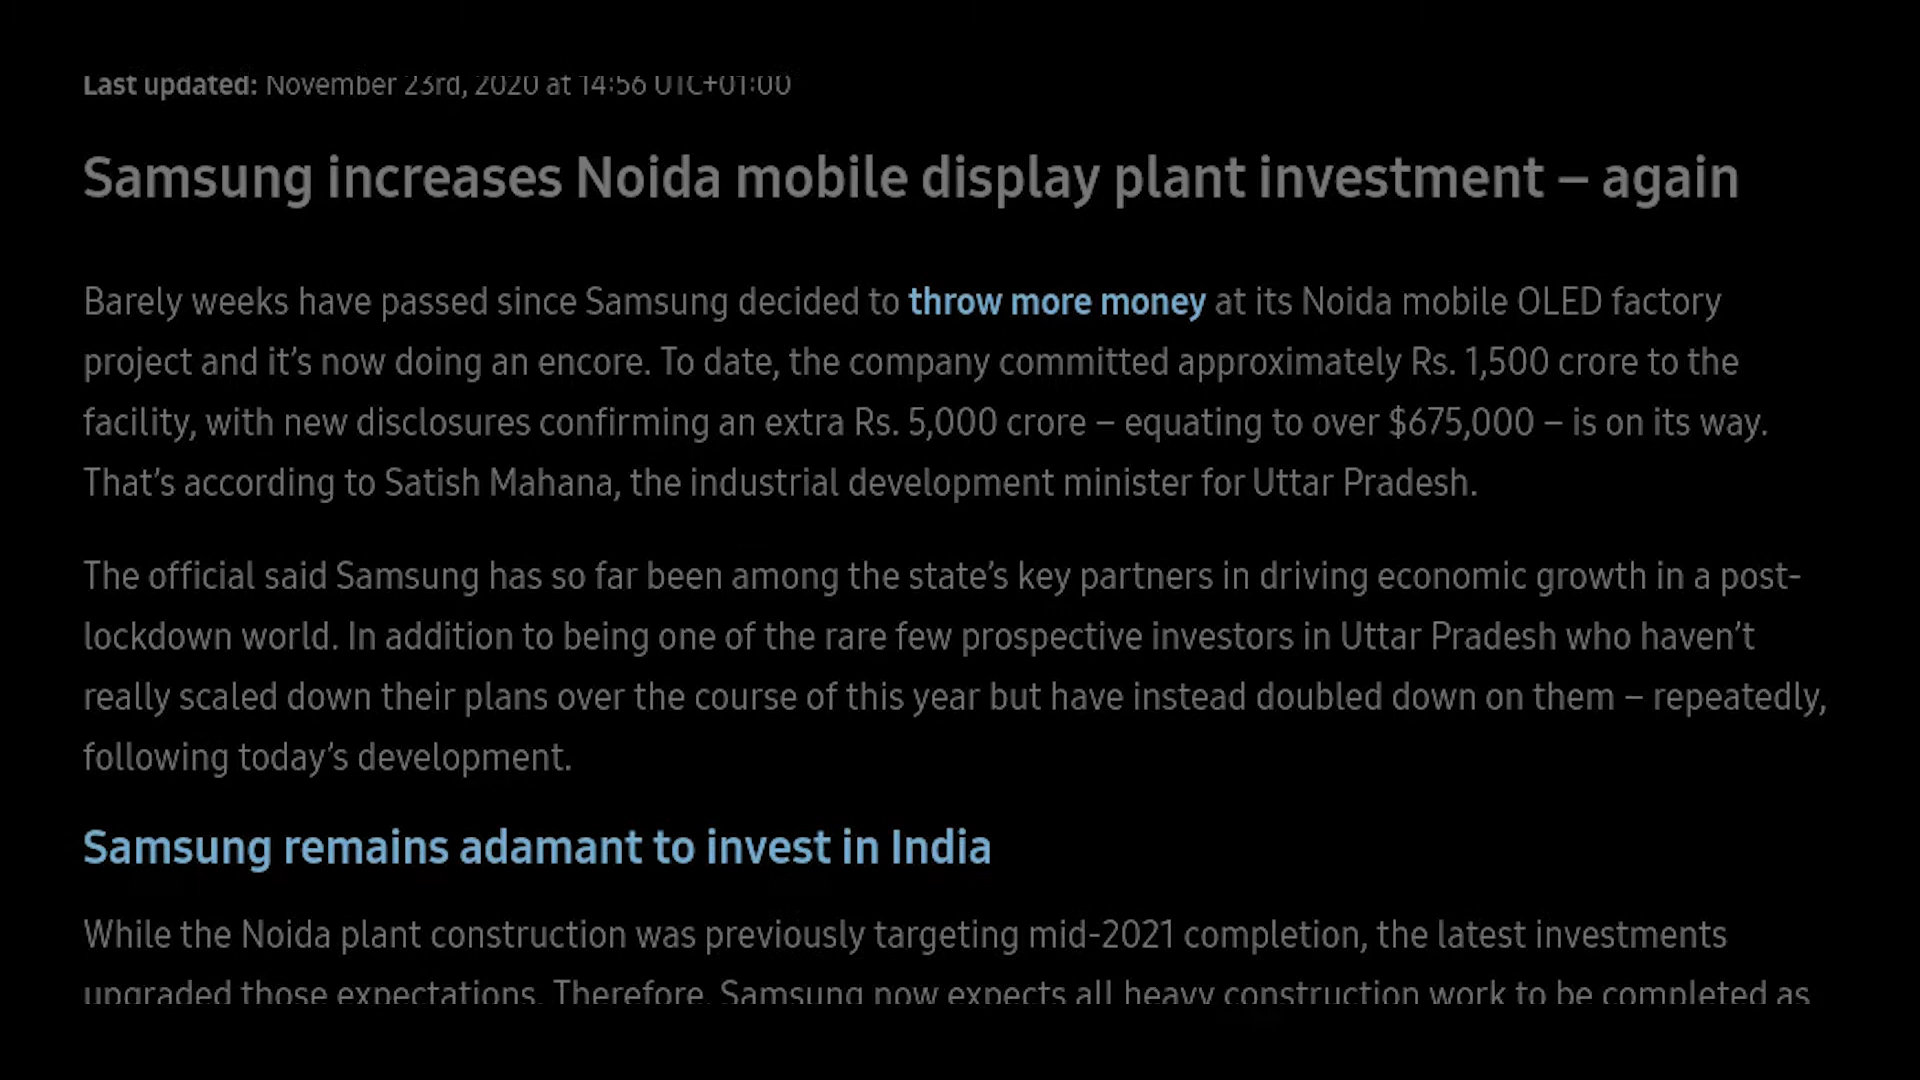 Last updated: November 23rd, 2020 at 14:56 UTC+01:00
Samsung increases Noida mobile display plant investment – again
Barely weeks have passed since Samsung decided to throw more money at its Noida mobile OLED factory
project and it’s now doing an encore. To date, the company committed approximately Rs. 1,500 crore to the
facility, with new disclosures confirming an extra Rs. 5,000 crore – equating to over $675,000 – is on its way.
That’s according to Satish Mahana, the industrial development minister for Uttar Pradesh.
The official said Samsung has so far been among the state’s key partners in driving economic growth in a post-
lockdown world. In addition to being one of the rare few prospective investors in Uttar Pradesh who haven’t
really scaled down their plans over the course of this year but have instead doubled down on them – repeatedly,
following today’s development.
Samsung remains adamant to invest in India
While the Noida plant construction was previously targeting mid-2021 completion, the latest investments
upgraded those expectations. Therefore, Samsung now expects all heavy construction work to be completed as